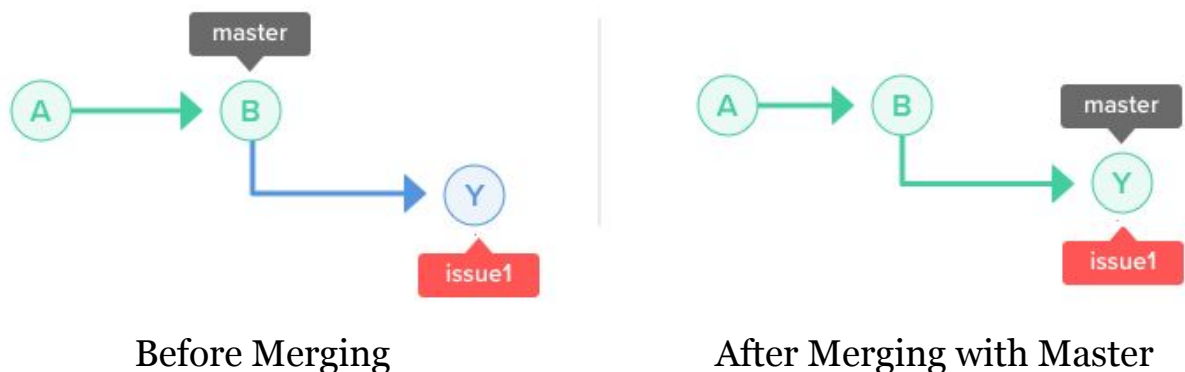 master
A
B
Y
issue1
Before Merging
A
B
master
Y
issue1
After Merging with Master